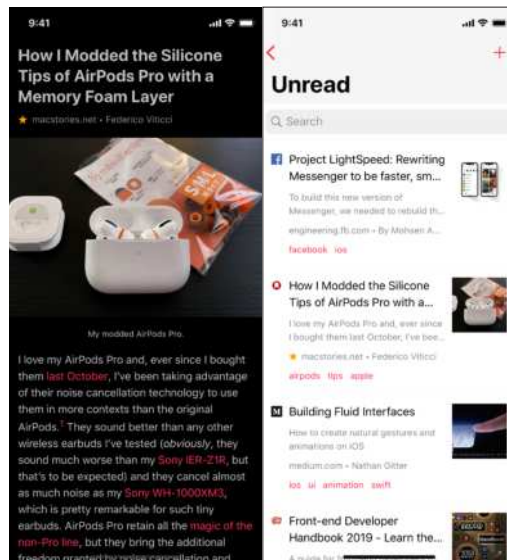 9:41
How I Modded the Silicone
Tips of AirPods Pro with a
Memory Foam Layer
macstories.net • Federico Viticci
SML
My modded AirPods Pro.
I love my AirPods Pro and, ever since I bought
them last October, I've been taking advantage
of their noise cancellation technology to use
them in more contexts than the original
AirPods.¹ They sound better than any other
wireless earbuds I've tested (obviously, they
sound much worse than my Sony IER-Z1R, but
that's to be expected) and they cancel almost
as much noise as my Sony WH-1000XM3,
which is pretty remarkable for such tiny
earbuds. AirPods Pro retain all the magic of the
non-Pro line, but they bring the additional
freedom granted by noise cancellation and
9:41
Unread
Search
Project LightSpeed: Rewriting
Messenger to be faster, sm...
To build this new version of
Messenger, we needed to rebuild th...
engineering.fb.com • By Mohsen A...
facebook ios
How I Modded the Silicone
Tips of AirPods Pro with a...
I love my AirPods Pro and, ever since
I bought them last October, I've bee...
macstories.net • Federico Viticci
airpods tips apple
Building Fluid Interfaces
How to create natural gestures and
animations on iOS
medium.com • Nathan Gitter
ios ui animation swift
Front-end Developer
Handbook 2019 - Learn the...